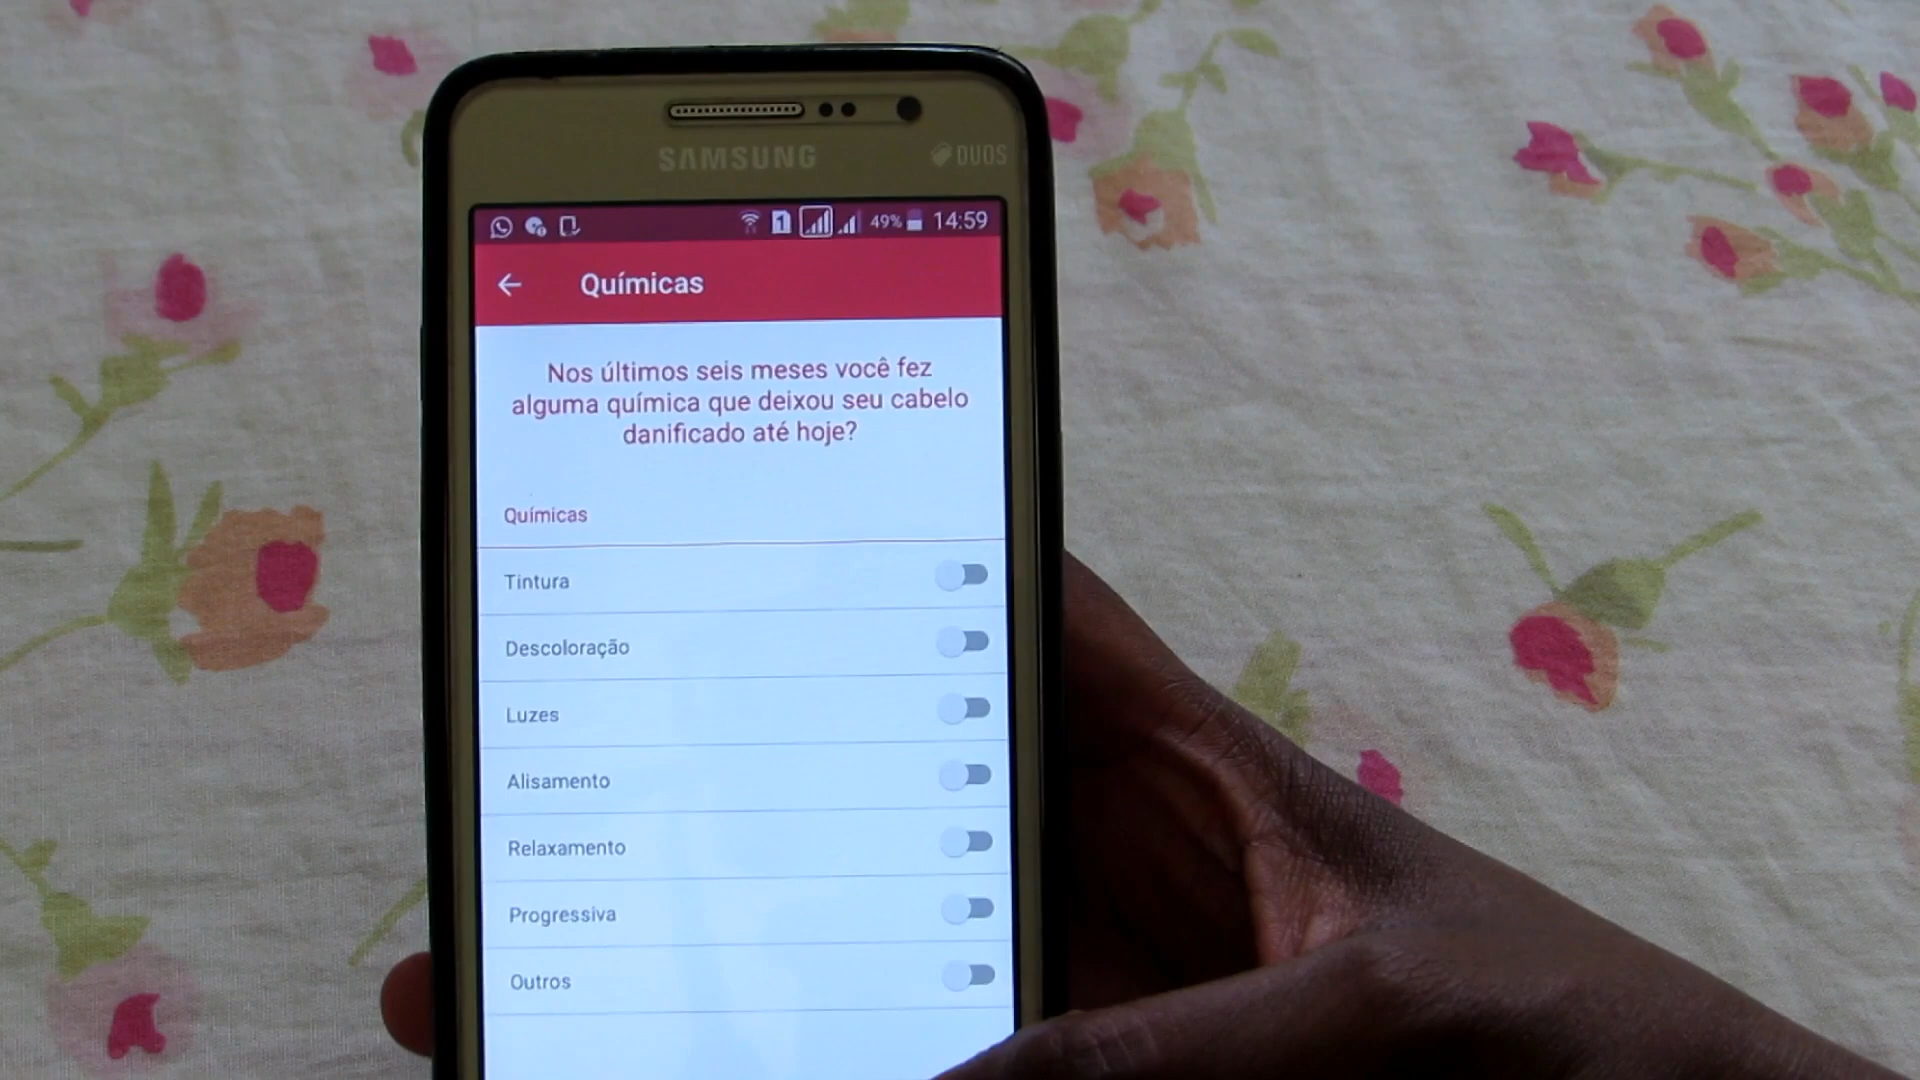 SAMSUNG
DUOS
1 49% 14:59
Químicas
Nos últimos seis meses você fez
alguma química que deixou seu cabelo
danificado até hoje?
Químicas
Tintura
Descoloração
Luzes
Alisamento
Relaxamento
Progressiva
Outros